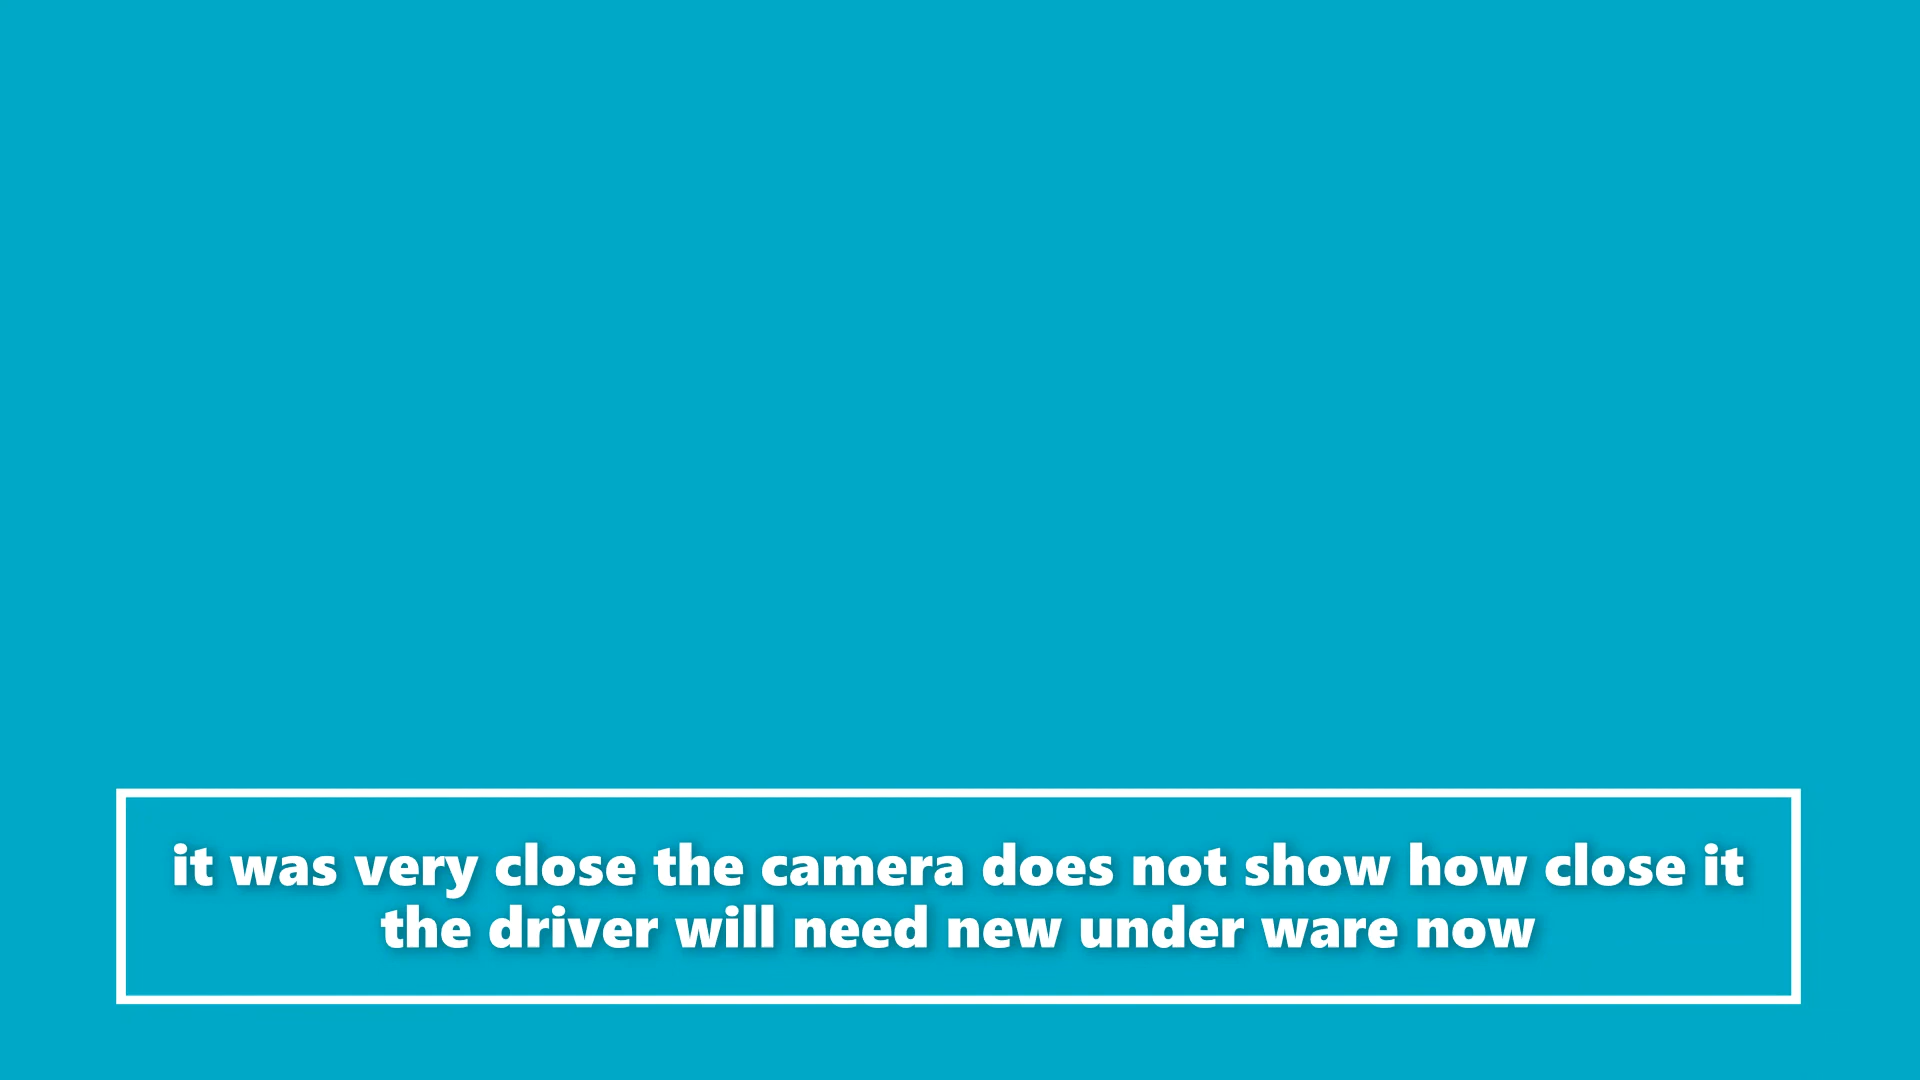 it was very close the camera does not show how close it
the driver will need new under ware now